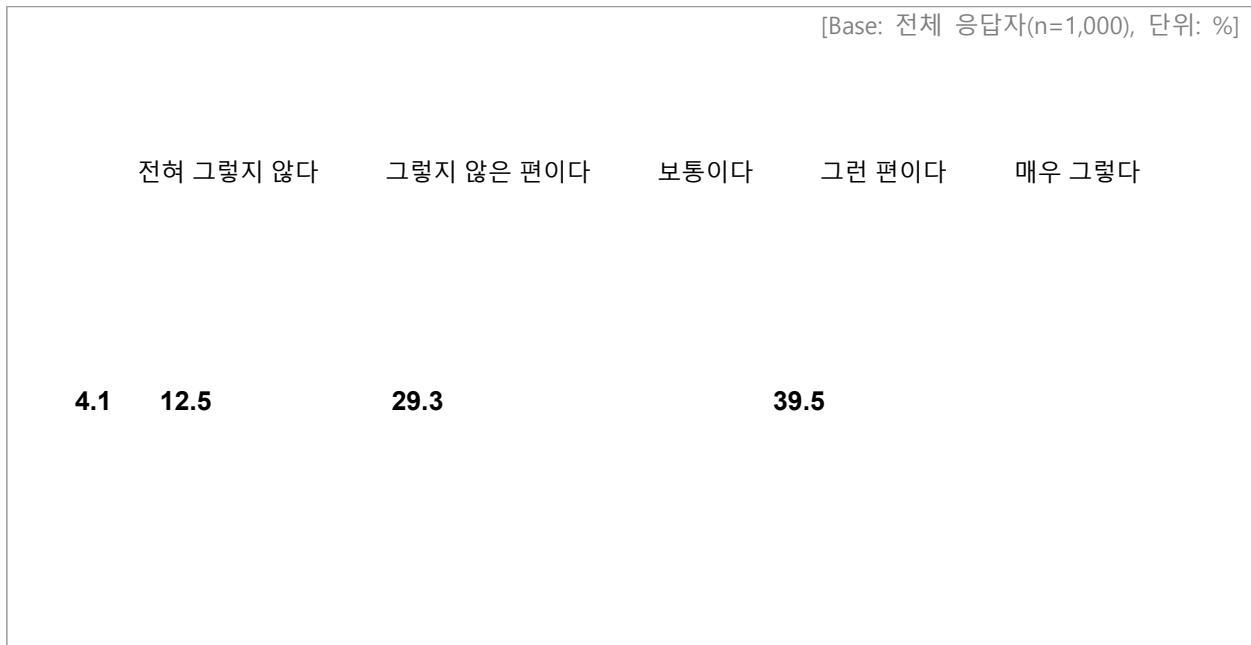 [Base: 전체 응답자(n=1,000), 단위: %]
전혀 그렇지 않다 그렇지 않은 편이다 보통이다 그런 편이다 매우 그렇다
4.1 12.5 29.3 39.5